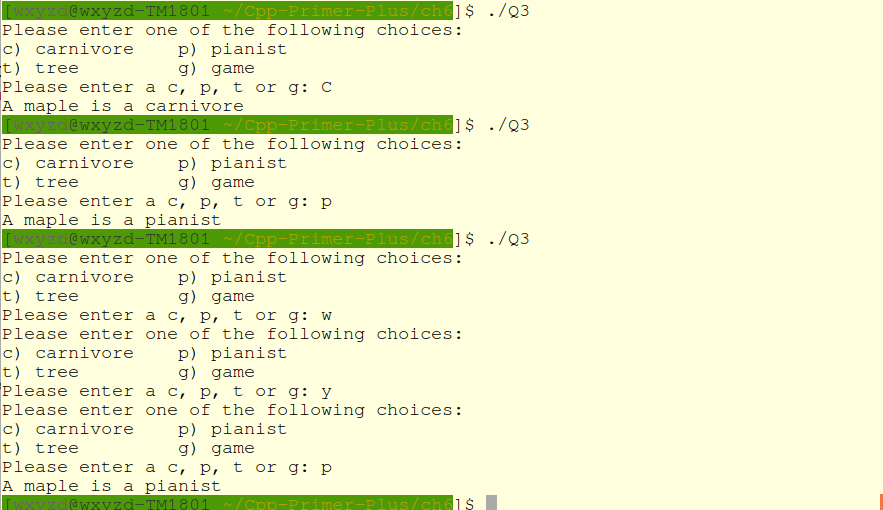 [wxyzd@wxyzd-TM1801 ~/Cpp-Primer-Plus/ch6]$ ./Q3
Please enter one of the following choices:
c) carnivore    p) pianist
t) tree         g) game
Please enter a c, p, t or g: C
A maple is a carnivore
[wxyzd@wxyzd-TM1801 ~/Cpp-Primer-Plus/ch6]$ ./Q3
Please enter one of the following choices:
c) carnivore    p) pianist
t) tree         g) game
Please enter a c, p, t or g: p
A maple is a pianist
[wxyzd@wxyzd-TM1801 ~/Cpp-Primer-Plus/ch6]$ ./Q3
Please enter one of the following choices:
c) carnivore    p) pianist
t) tree         g) game
Please enter a c, p, t or g: w
Please enter one of the following choices:
c) carnivore    p) pianist
t) tree         g) game
Please enter a c, p, t or g: y
Please enter one of the following choices:
c) carnivore    p) pianist
t) tree         g) game
Please enter a c, p, t or g: p
A maple is a pianist
[wxyzd@wxyzd-TM1801 ~/Cpp-Primer-Plus/ch6]$